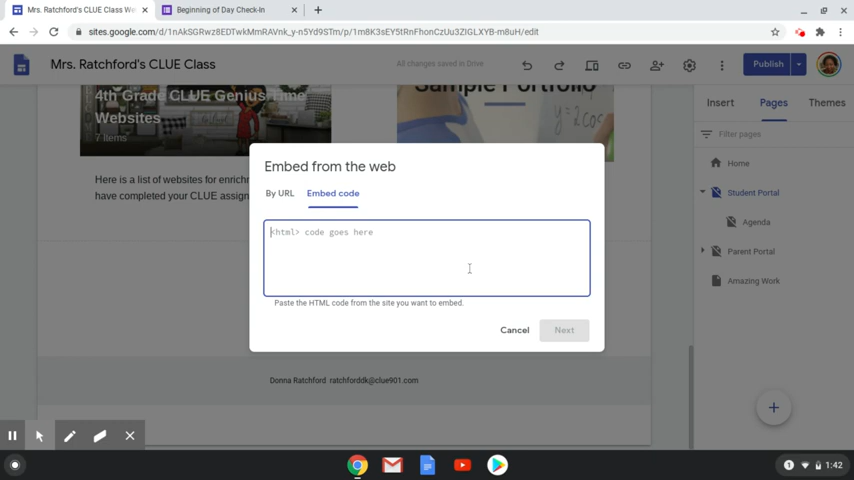 Mrs. Ratchford's CLUE Class We
Beginning of Day Check-In
sites.google.com/d/1nAkSGRwz8EDTwkMmRAVnk_y-n5Yd9STm/p/1m8K3sEY5tRnFhonCzUu3ZIGLXYB-m8uH/edit
Mrs. Ratchford's CLUE Class
All changes saved in Drive
Publish
Insert
Pages
Themes
Filter pages
Home
Student Portal
Agenda
Parent Portal
Amazing Work
4th Grade CLUE Genius Time
Websites
7 Items
Sample Portfolio
Here is a list of websites for enrichm
have completed your CLUE assign
Embed from the web
By URL
Embed code
<html> code goes here
Paste the HTML code from the site you want to embed.
Cancel
Next
Donna Ratchford ratchforddk@clue901.com
1
1:42